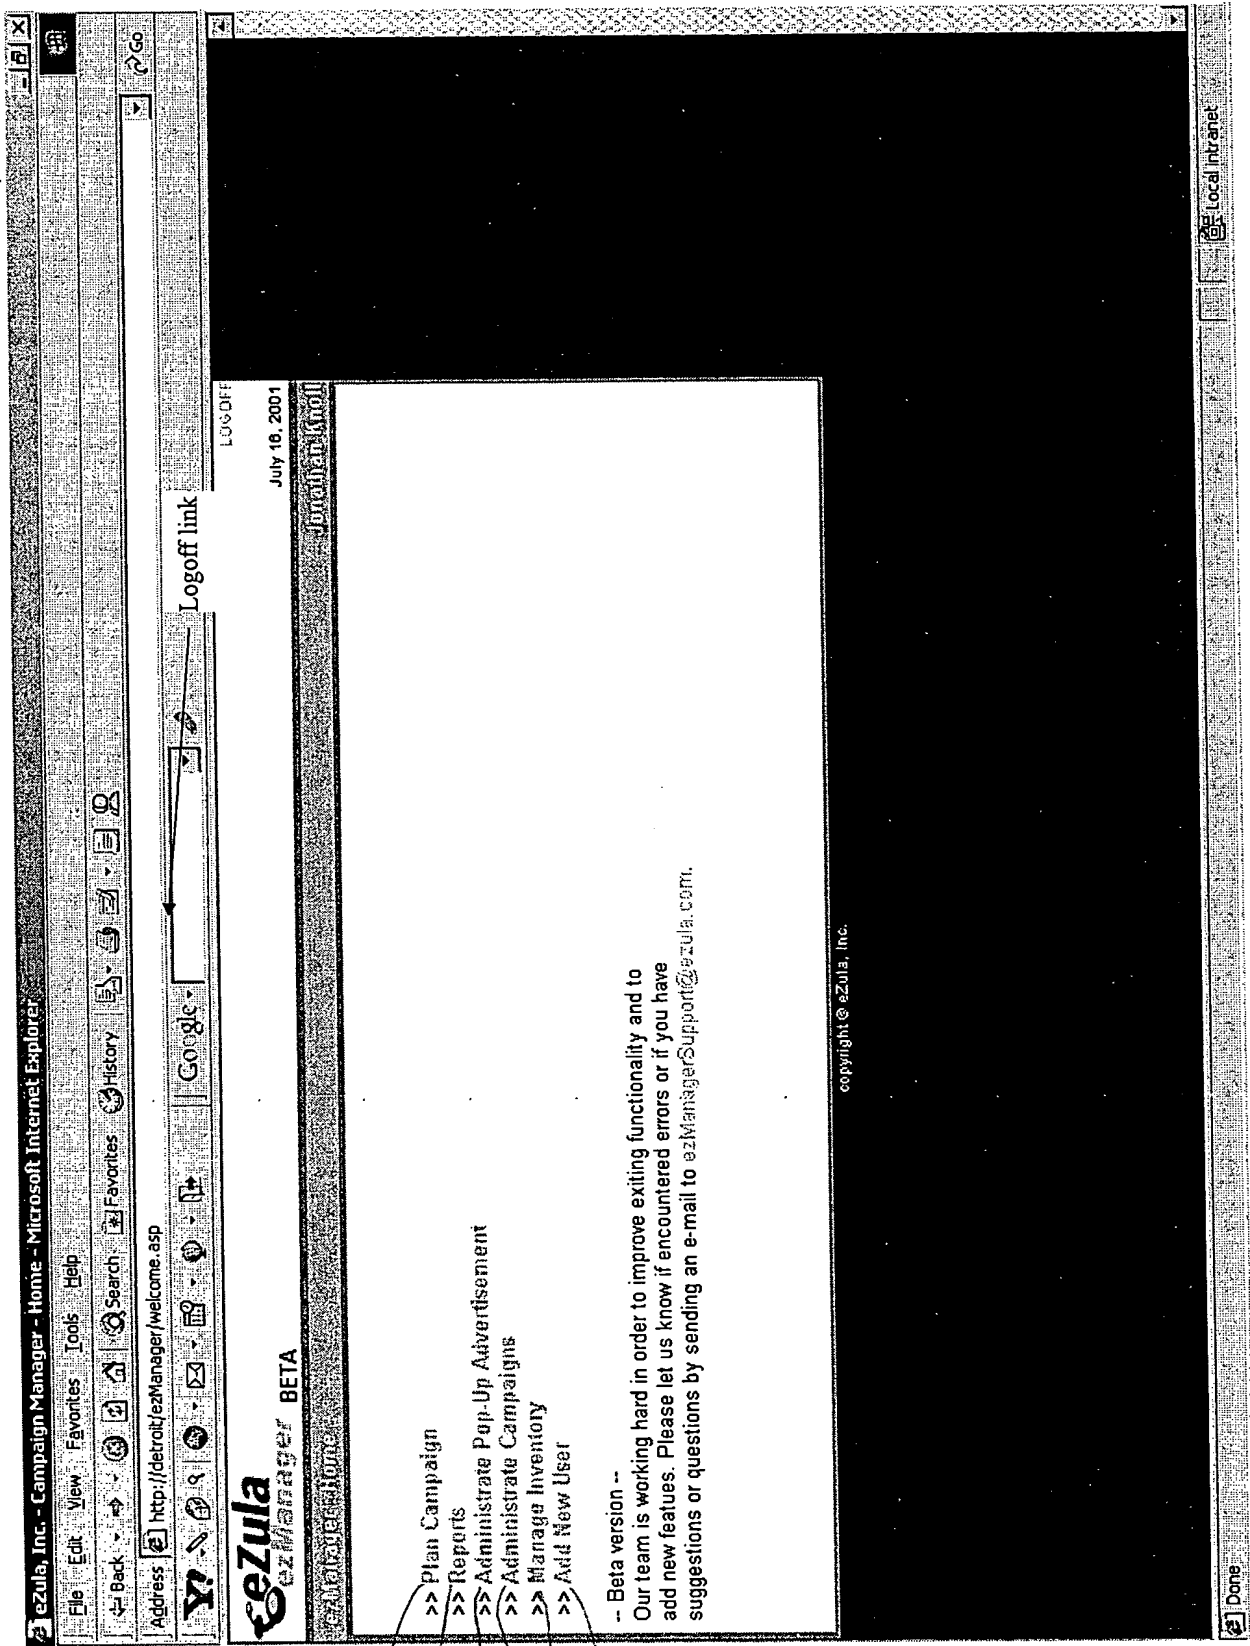 eZula, Inc. - Campaign Manager - Home - Microsoft Internet Explorer
File Edit View Favorites Tools Help
Back Search Favorites History
Address http://detroit/ezManager/welcome.asp Go
Y! Google Logoff link
eZula LOGOFF
ezManager BETA July 16, 2001
ezManager Home Jonathan Knoll
>> Plan Campaign
>> Reports
>> Administrate Pop-Up Advertisement
>> Administrate Campaigns
>> Manage Inventory
>> Add New User
-- Beta version --
Our team is working hard in order to improve exiting functionality and to
add new featues. Please let us know if encountered errors or if you have
suggestions or questions by sending an e-mail to ezManagerSupport@ezula.com.
copyright @ eZula, Inc.
Done Local intranet